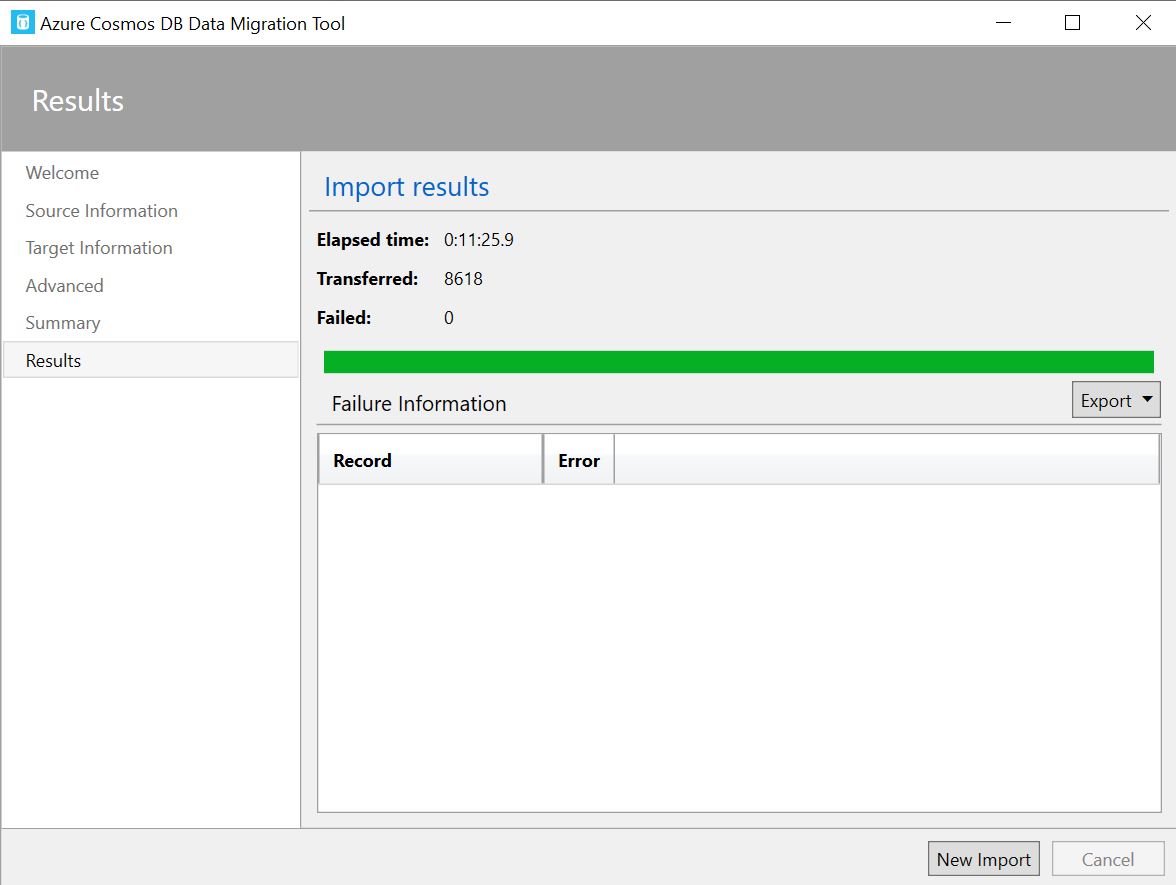 Azure Cosmos DB Data Migration Tool
Results
Welcome
Source Information
Target Information
Advanced
Summary
Results
Import results
Elapsed time: 0:11:25.9
Transferred: 8618
Failed: 0
Failure Information
Export
Record Error
New Import Cancel